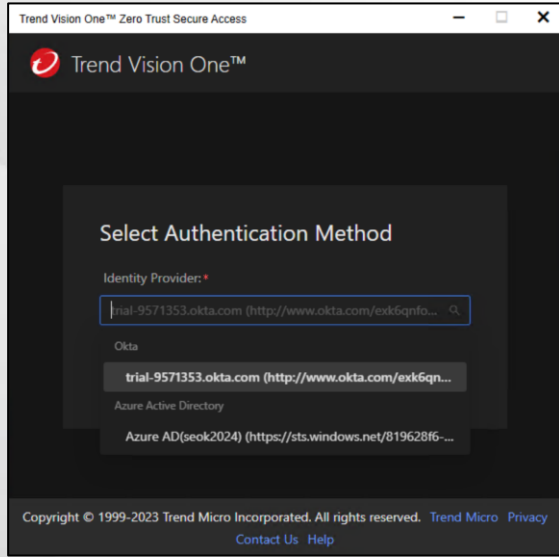 Trend Vision One™ Zero Trust Secure Access
Trend Vision One™
Select Authentication Method
Identity Provider:*
trial-9571353.okta.com (http://www.okta.com/exk6qnfo...
Okta
trial-9571353.okta.com (http://www.okta.com/exk6qn...
Azure Active Directory
Azure AD(seok2024) (https://sts.windows.net/819628f6-...
Copyright © 1999-2023 Trend Micro Incorporated. All rights reserved. Trend Micro Privacy
Contact Us Help